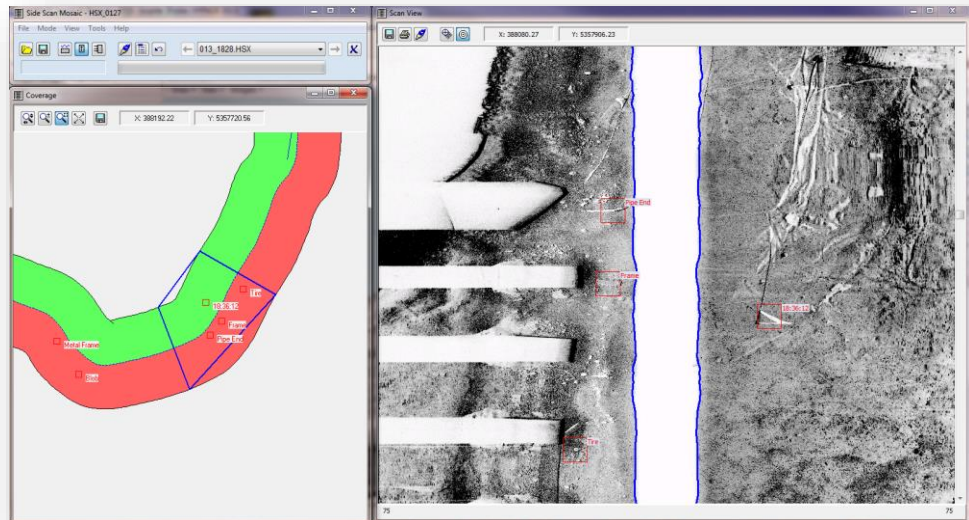 Side Scan Mosaic - HSX_0127
File Mode View Tools Help
013_1828.HSX
Coverage
X: 388192.22 Y: 5357720.56
Tire
18:36:12
Frame
Pipe End
Metal Frame
Scan View
X: 388080.27 Y: 5357906.23
Pipe End
Frame
18:36:12
Tire
75 75